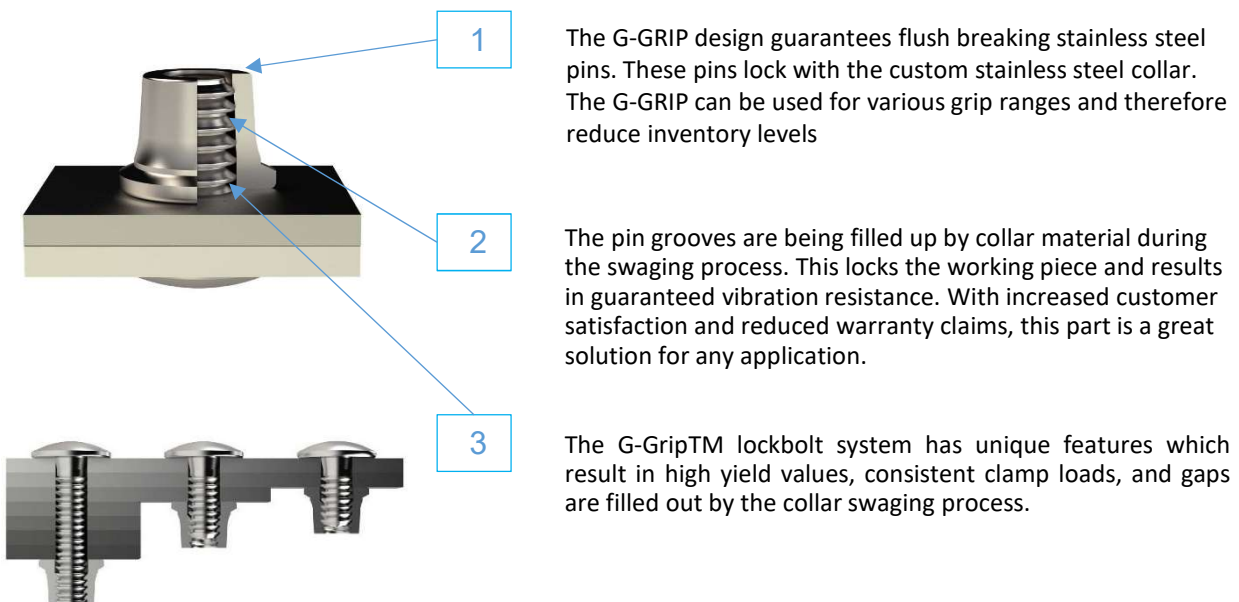 1
The G-GRIP design guarantees flush breaking stainless steel
pins. These pins lock with the custom stainless steel collar.
The G-GRIP can be used for various grip ranges and therefore
reduce inventory levels
2
The pin grooves are being filled up by collar material during
the swaging process. This locks the working piece and results
in guaranteed vibration resistance. With increased customer
satisfaction and reduced warranty claims, this part is a great
solution for any application.
3
The G-GripTM lockbolt system has unique features which
result in high yield values, consistent clamp loads, and gaps
are filled out by the collar swaging process.